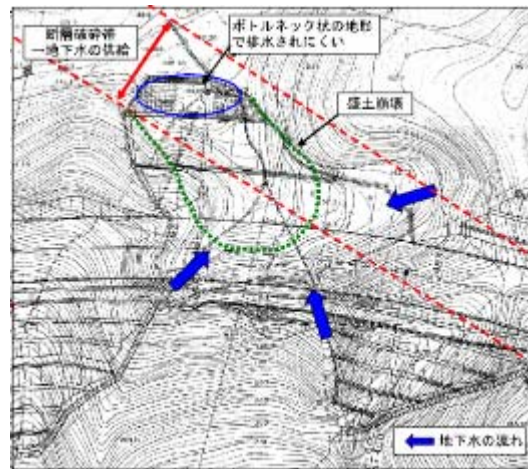 断層破砕帯
→地下水の供給
ボトルネック状の地形
で排水されにくい
盛土崩壊
地下水の流れ